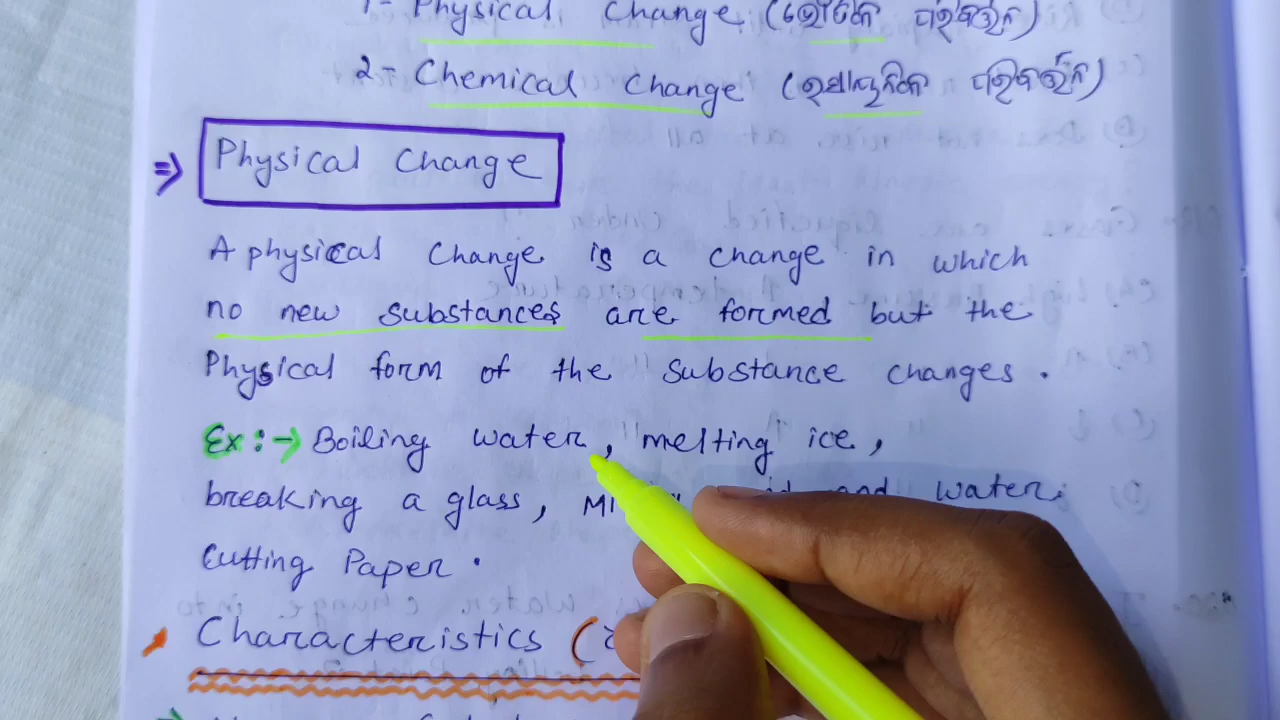 1- Physical Change (ଭୌତିକ ପରିବର୍ତ୍ତନ)
2- Chemical Change (ରସାୟନିକ ପରିବର୍ତ୍ତନ)
⇒ Physical Change
A physical Change is a change in which
no new substances are formed but the
Physical form of the substance changes.
Ex:→ Boiling water, melting ice,
breaking a glass, and water,
Cutting Paper.
Characteristics (